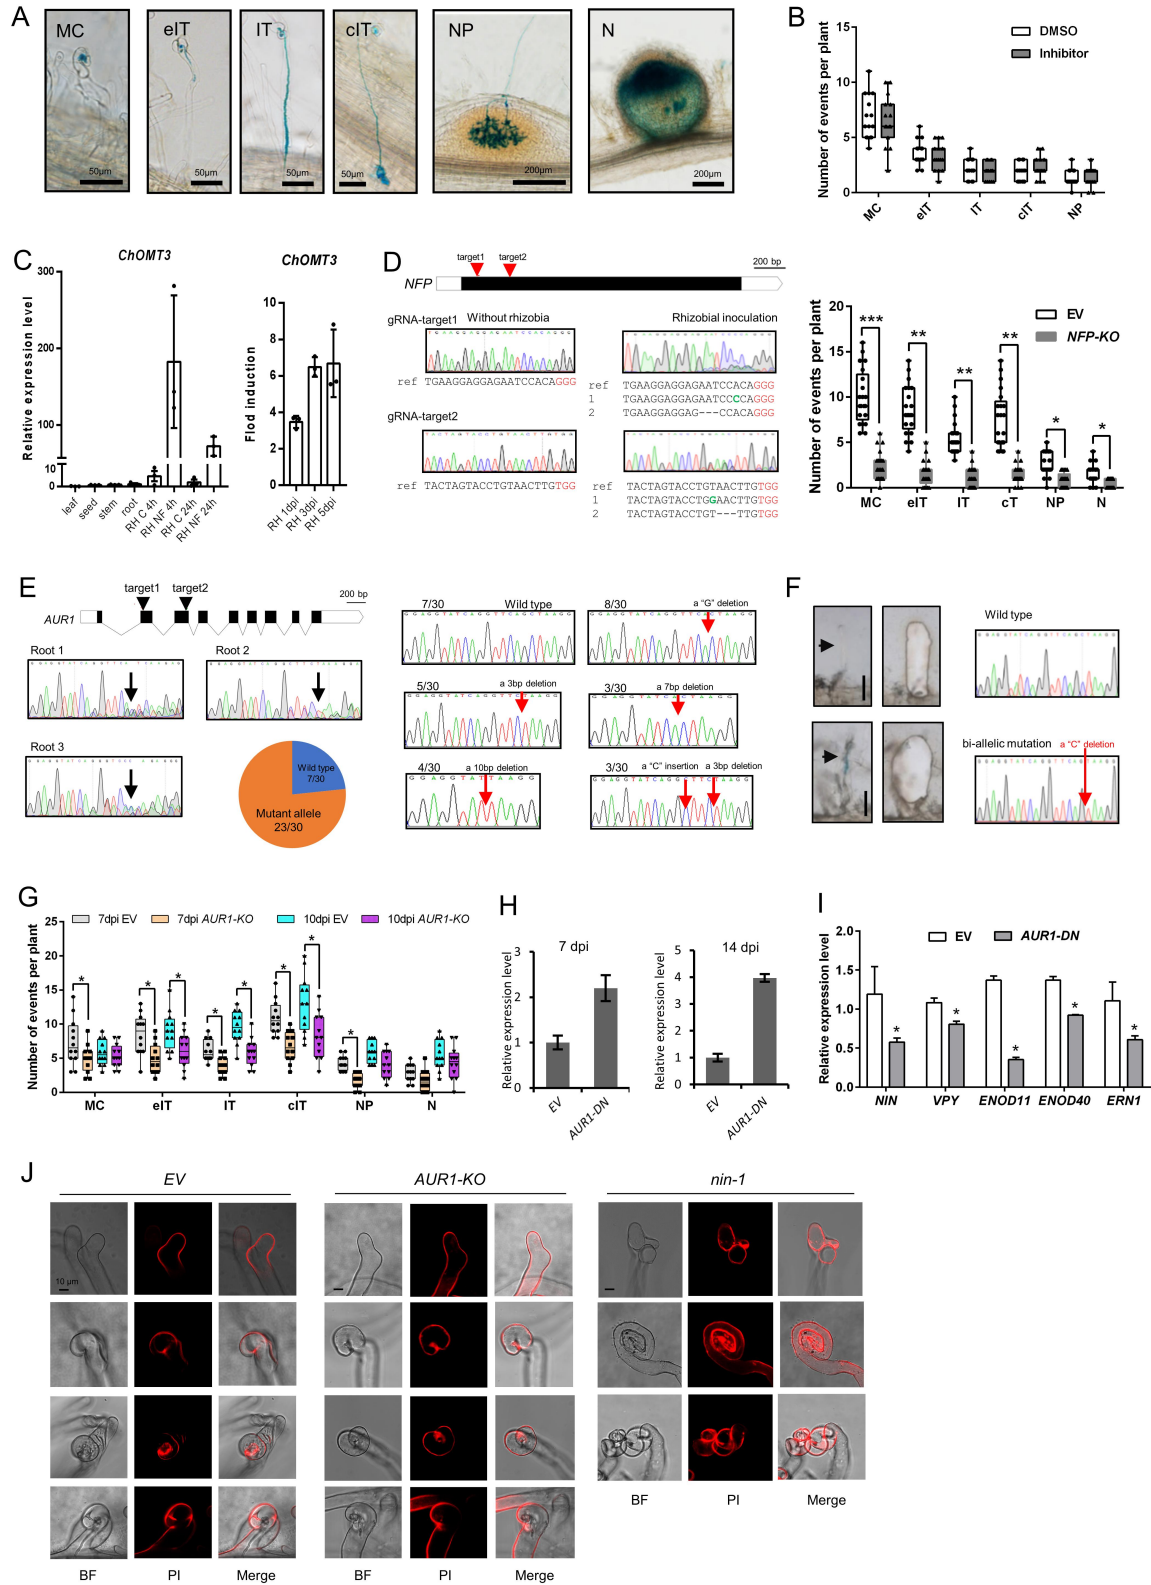 A
MC
eIT
IT
cIT
NP
N
50µm
50µm
50µm
50µm
200µm
200µm
B
Number of events per plant
15
10
5
0
DMSO
Inhibitor
MC
eIT
IT
cIT
NP
C
ChOMT3
Relative expression level
300
200
100
10
0
leaf
seed
stem
root
RH C 4h
RH NF 4h
RH C 24h
RH NF 24h
ChOMT3
Flod induction
10
8
6
4
2
0
RH 1dpi
RH 3dpi
RH 5dpi
D
target1
target2
200 bp
NFP
gRNA-target1
Without rhizobia
Rhizobial inoculation
TGAAGGAGGAGAATCCACAGGG
ref TGAAGGAGGAGAATCCACAGGG
ref TGAAGGAGGAGAATCCACAGGG
1 TGAAGGAGGAGAATCCCCAGGG
2 TGAAGGAGGAG---CCACAGGG
gRNA-target2
ref TACTAGTACCTGTAACTTGTGG
ref TACTAGTACCTGTAACTTGTGG
1 TACTAGTACCTGGAACTTGTGG
2 TACTAGTACCTGT---TTGTGG
Number of events per plant
20
15
10
5
0
EV
NFP-KO
*** ** ** ** * *
MC
eIT
IT
cT
NP
N
E
target1
target2
200 bp
AUR1
Root 1
Root 2
Root 3
Wild type
7/30
Mutant allele
23/30
7/30
Wild type
GGAGGTATCAGGTTCAGCTAAGG
8/30
a "G" deletion
5/30
a 3bp deletion
3/30
a 7bp deletion
4/30
a 10bp deletion
GGAGGTATTAAGG
3/30
a "C" insertion
a 3bp deletion
F
Wild type
bi-allelic mutation
a "C" deletion
G
Number of events per plant
25
20
15
10
5
0
7dpi EV
7dpi AUR1-KO
10dpi EV
10dpi AUR1-KO
* * * * * * * *
MC
eIT
IT
cIT
NP
N
H
7 dpi
Relative expression level
3
2
1
0
EV
AUR1-DN
14 dpi
Relative expression level
5
4
3
2
1
0
EV
AUR1-DN
I
Relative expression level
2.0
1.5
1.0
0.5
0.0
EV
AUR1-DN
* * * * *
NIN
VPY
ENOD11
ENOD40
ERN1
J
EV
AUR1-KO
nin-1
10 µm
BF
PI
Merge
BF
PI
Merge
BF
PI
Merge